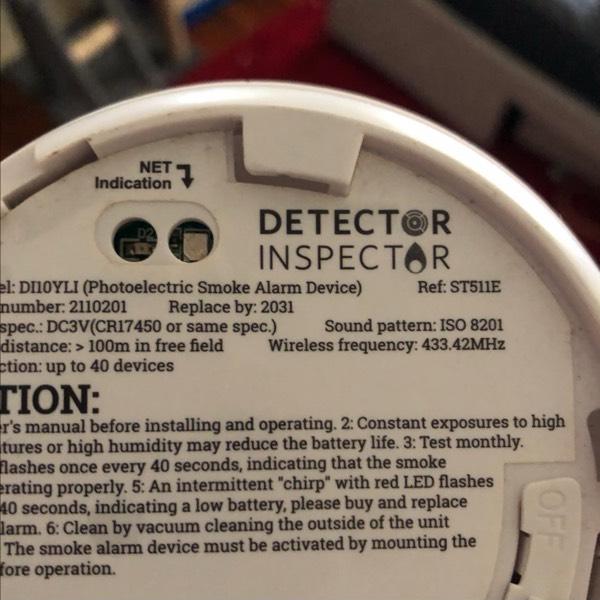 NET
Indication
D2
DETECTOR
INSPECTOR
el: DI10YLI (Photoelectric Smoke Alarm Device) Ref: ST511E
number: 2110201 Replace by: 2031
spec.: DC3V(CR17450 or same spec.) Sound pattern: ISO 8201
distance: > 100m in free field Wireless frequency: 433.42MHz
ction: up to 40 devices
TION:
er's manual before installing and operating. 2: Constant exposures to high
tures or high humidity may reduce the battery life. 3: Test monthly.
flashes once every 40 seconds, indicating that the smoke
erating properly. 5: An intermittent "chirp" with red LED flashes
40 seconds, indicating a low battery, please buy and replace
larm. 6: Clean by vacuum cleaning the outside of the unit
The smoke alarm device must be activated by mounting the
fore operation.
OFF